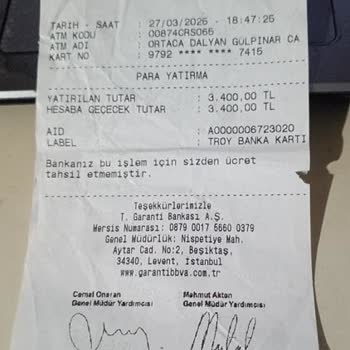 TARİH - SAAT : 27/03/2026 - 18:47:25
ATM KODU : 00874CRS065
ATM ADI : ORTACA DALYAN GÜLPINAR CA
KART NO : 9792 **** **** 7415
PARA YATIRMA
YATIRILAN TUTAR : 3.400,00 TL
HESABA GEÇECEK TUTAR : 3.400,00 TL
AID : A0000006723020
LABEL : TROY BANKA KARTI
Bankanız bu işlem için sizden ücret
tahsil etmemiştir.
Teşekkürlerimizle
T. Garanti Bankası A.Ş.
Mersis Numarası: 0879 0017 5660 0379
Genel Müdürlük: Nispetiye Mah.
Aytar Cad. No:2, Beşiktaş,
34340, Levent, İstanbul
www.garantibbva.com.tr
Cemal Onaran Mahmut Akten
Genel Müdür Yardımcısı Genel Müdür Yardımcısı